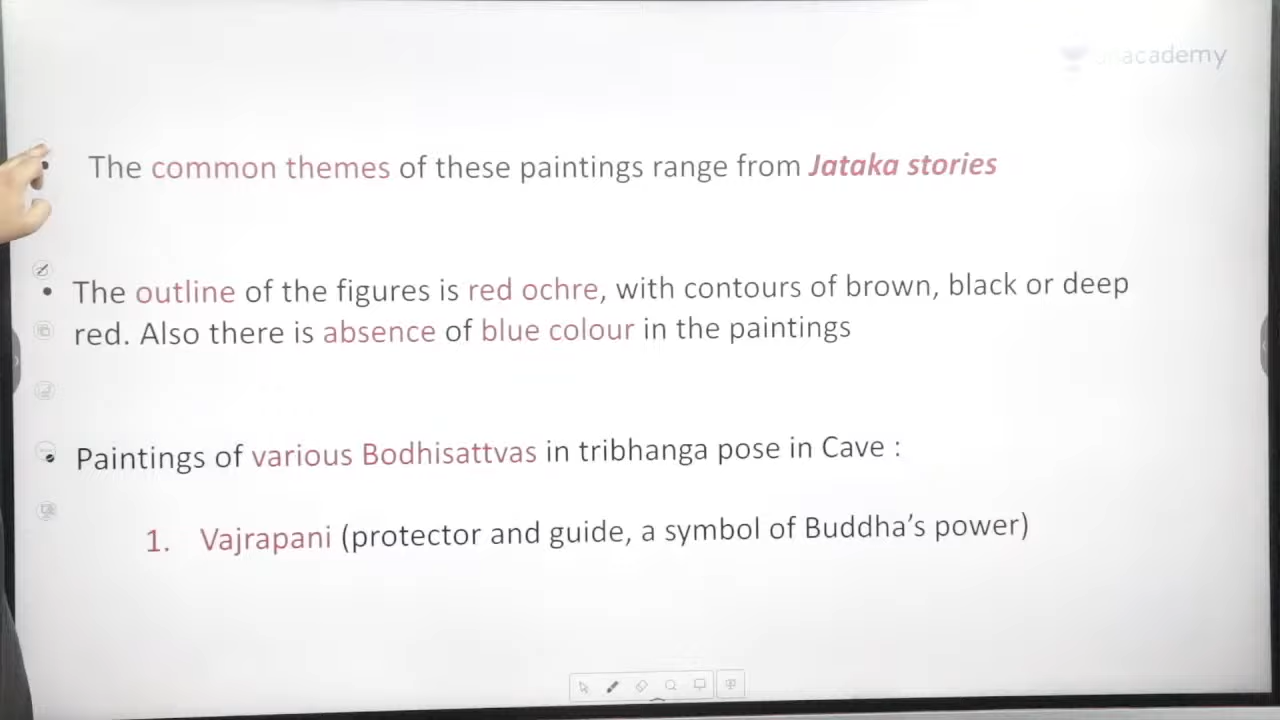 unacademy
The common themes of these paintings range from Jataka stories
The outline of the figures is red ochre, with contours of brown, black or deep
red. Also there is absence of blue colour in the paintings
Paintings of various Bodhisattvas in tribhanga pose in Cave :
1. Vajrapani (protector and guide, a symbol of Buddha’s power)